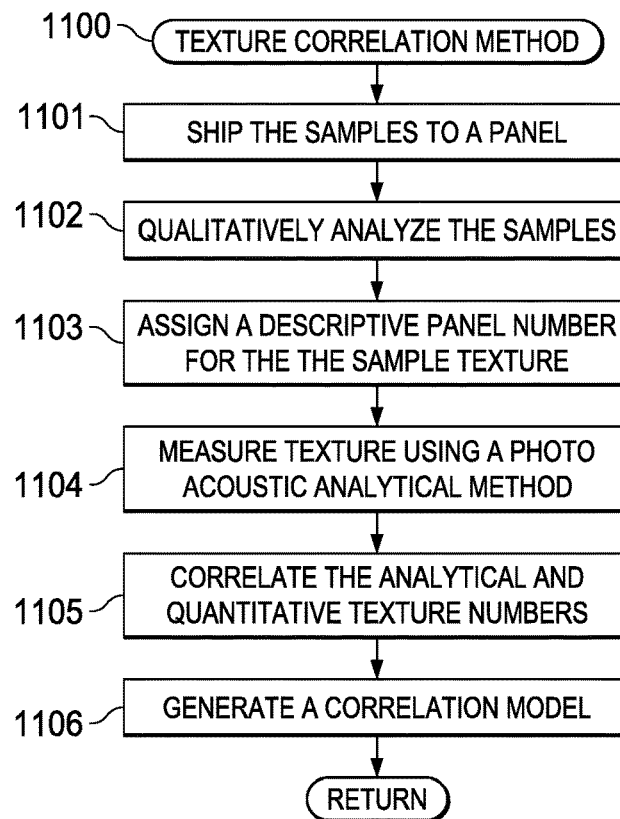 1100
TEXTURE CORRELATION METHOD
1101
SHIP THE SAMPLES TO A PANEL
1102
QUALITATIVELY ANALYZE THE SAMPLES
1103
ASSIGN A DESCRIPTIVE PANEL NUMBER
FOR THE THE SAMPLE TEXTURE
1104
MEASURE TEXTURE USING A PHOTO
ACOUSTIC ANALYTICAL METHOD
1105
CORRELATE THE ANALYTICAL AND
QUANTITATIVE TEXTURE NUMBERS
1106
GENERATE A CORRELATION MODEL
RETURN